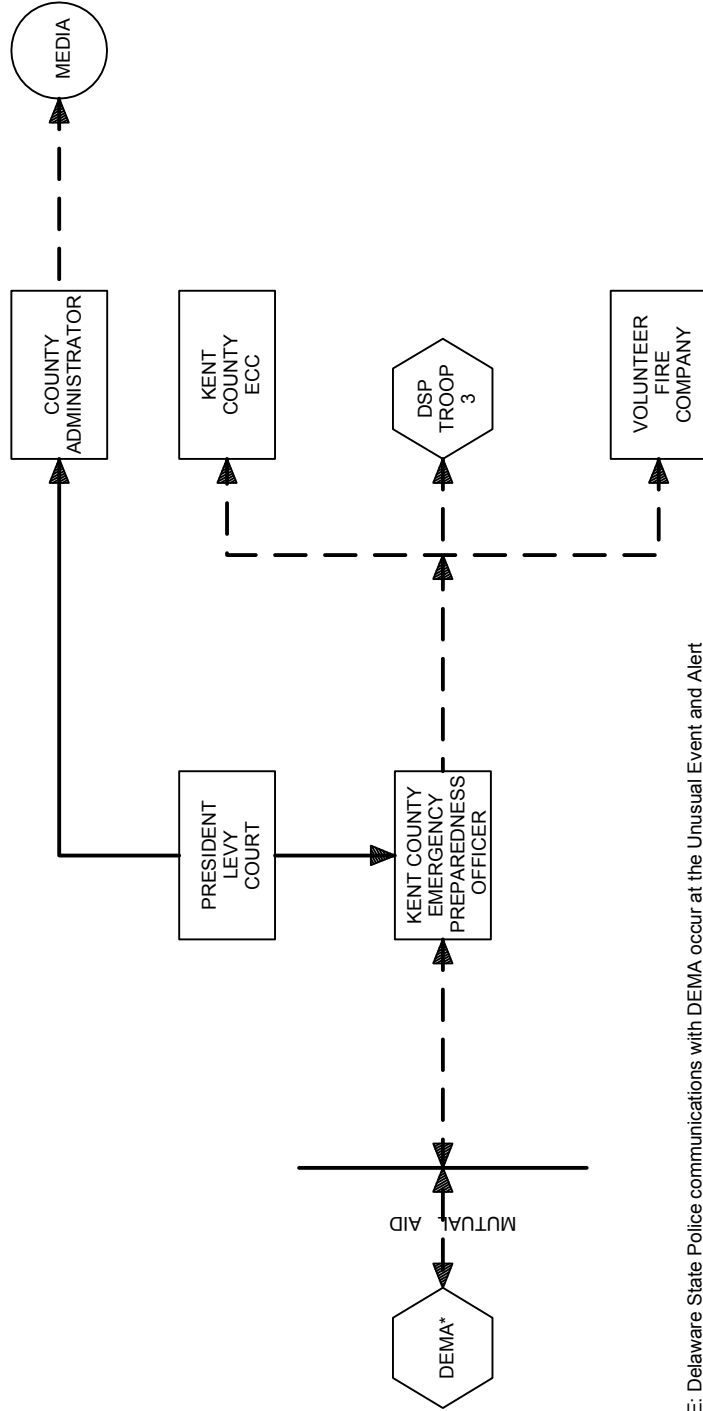 MEDIA
COUNTY
ADMINISTRATOR
KENT
COUNTY
ECC
DSP
TROOP
3
VOLUNTEER
FIRE
COMPANY
PRESIDENT
LEVY
COURT
KENT COUNTY
EMERGENCY
PREPAREDNESS
OFFICER
MUTUAL AID
DEMA*
E: Delaware State Police communications with DEMA occur at the Unusual Event and Alert